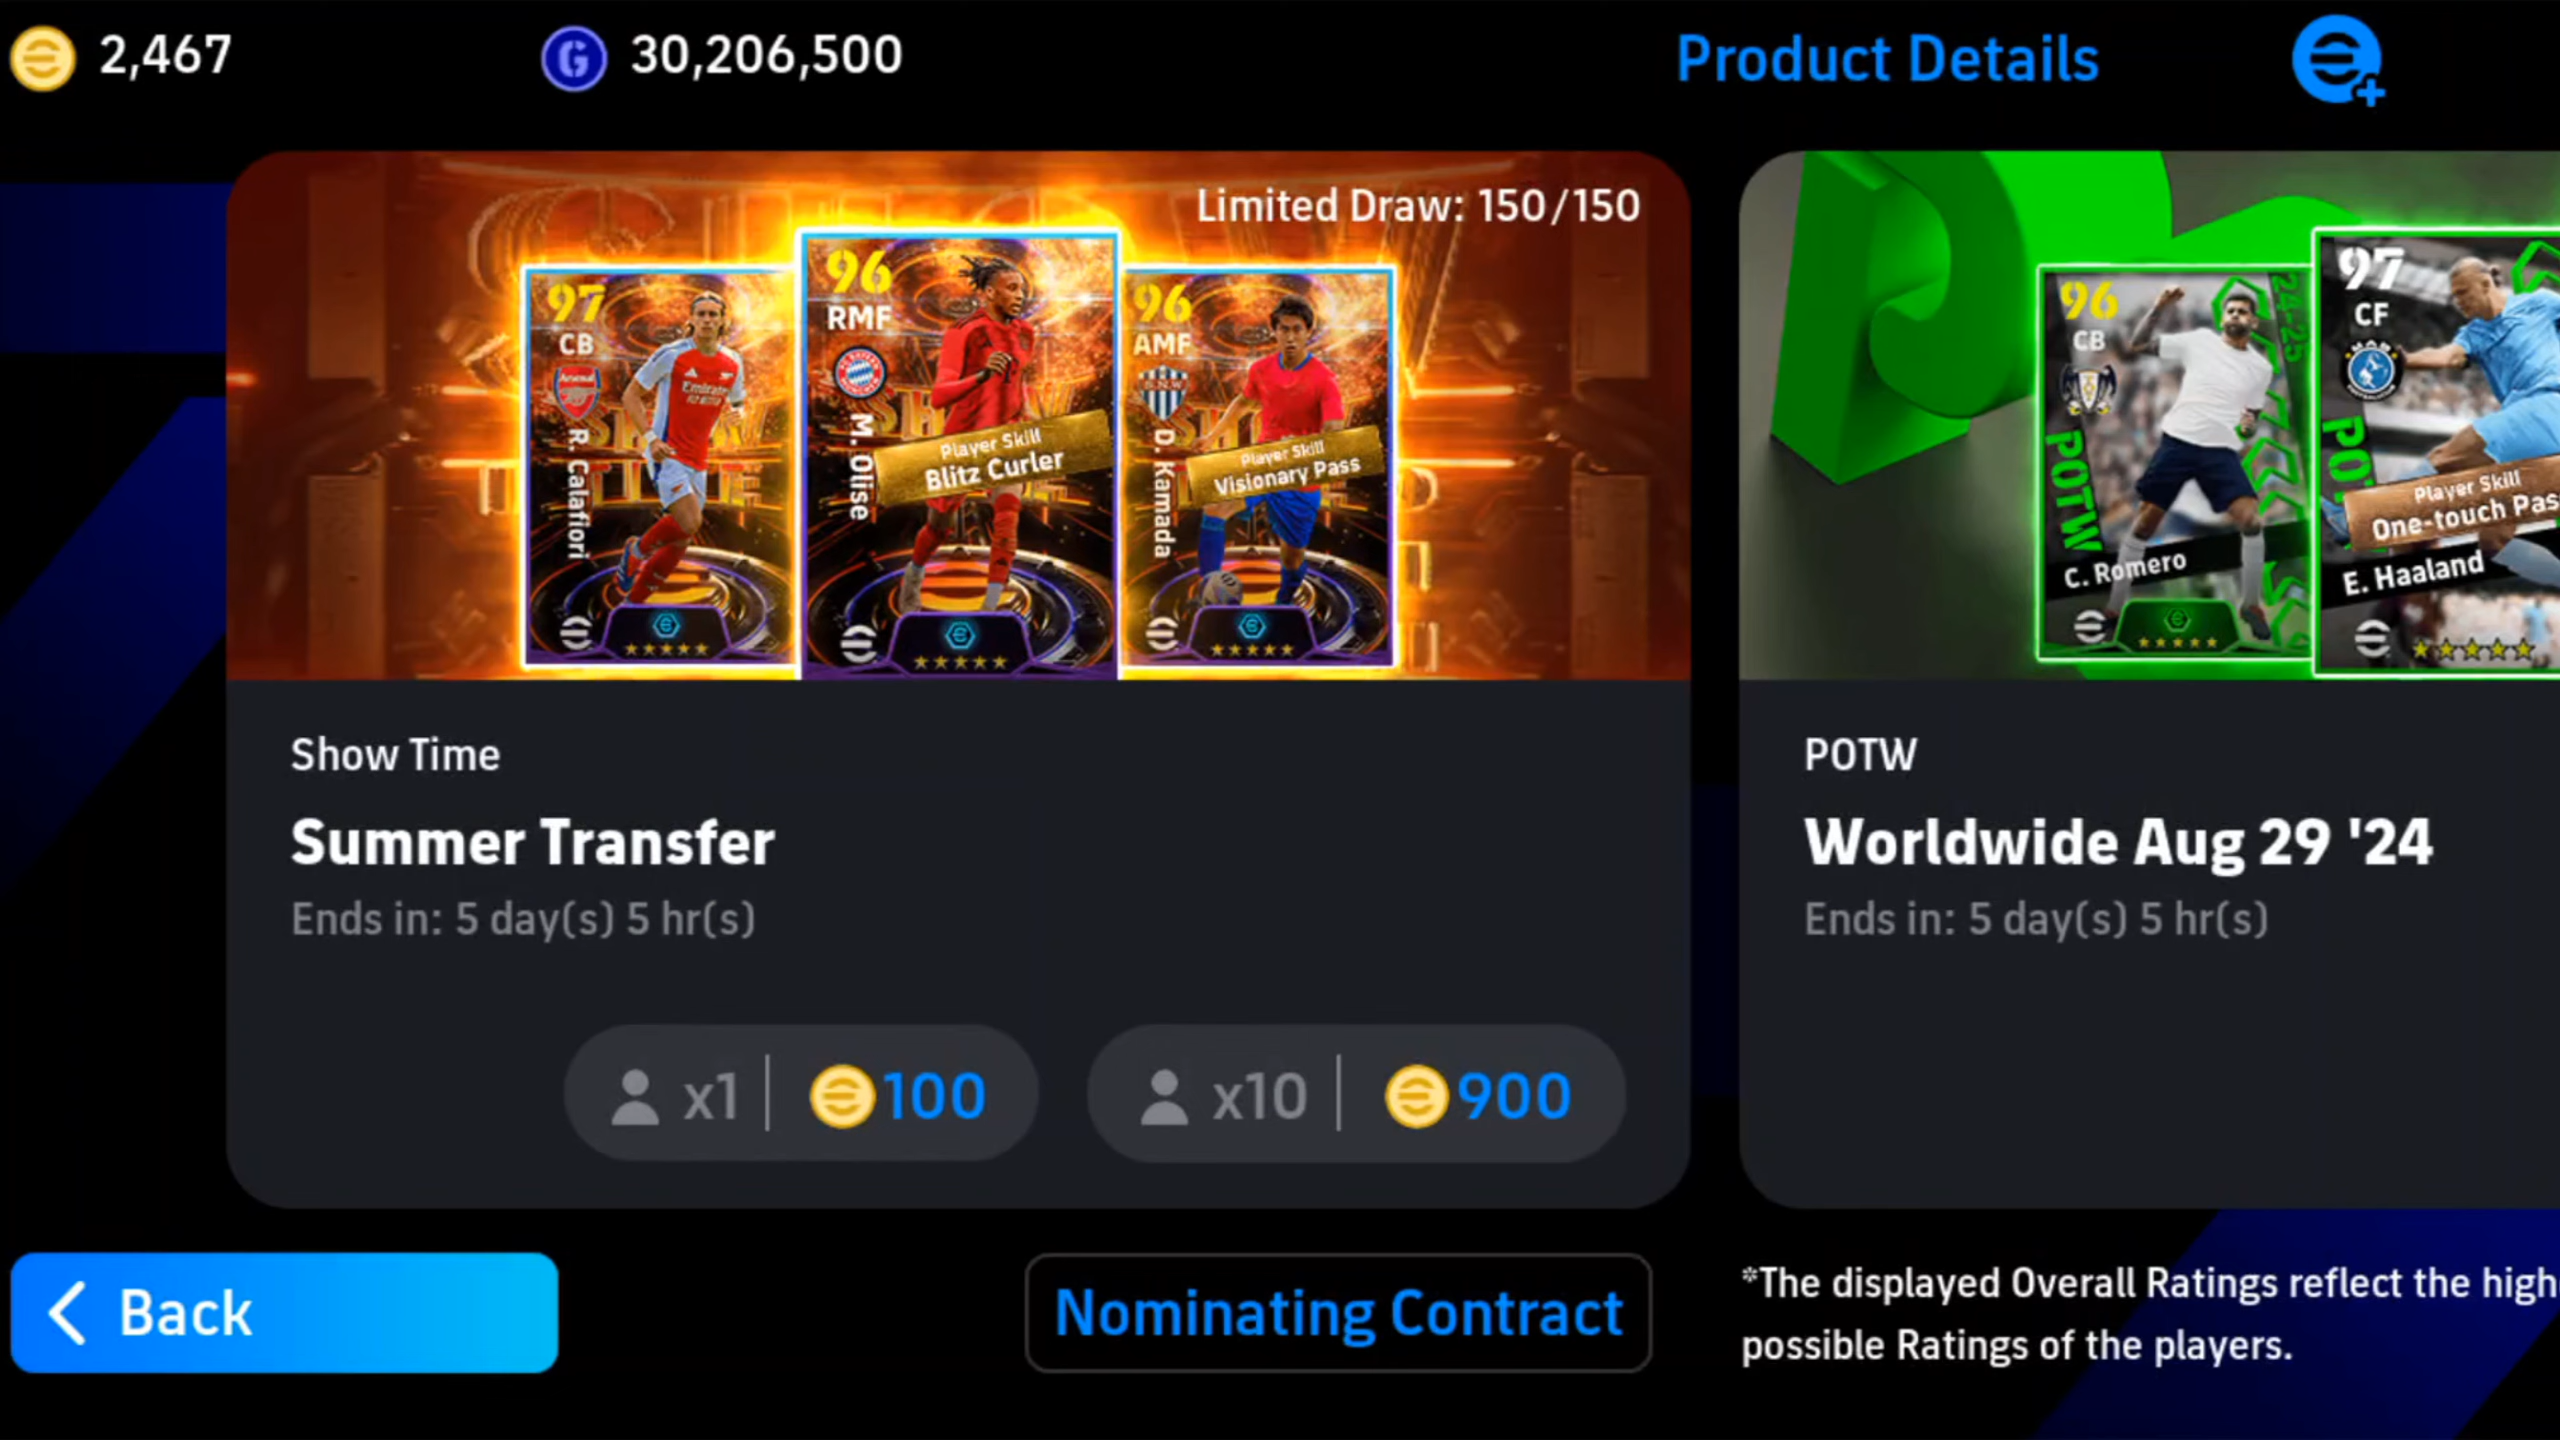 2,467
G 30,206,500
Product Details
Limited Draw: 150/150
97
CB
Arsenal
R. Calafiori
96
RMF
M. Olise
Player Skill
Blitz Curler
96
AMF
D. Kamada
Player Skill
Visionary Pass
96
CB
24-25
POTW
C. Romero
97
CF
Player Skill
One-touch Pas
E. Haaland
Show Time
Summer Transfer
Ends in: 5 day(s) 5 hr(s)
x1 | 100
x10 | 900
POTW
Worldwide Aug 29 '24
Ends in: 5 day(s) 5 hr(s)
Back
Nominating Contract
*The displayed Overall Ratings reflect the high
possible Ratings of the players.